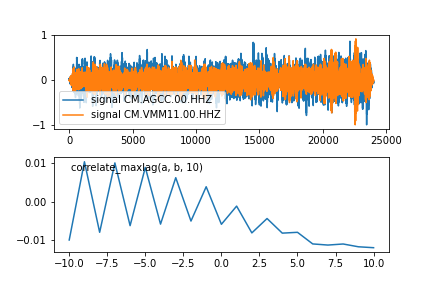 1
0
−1
signal CM.AGCC.00.HHZ
signal CM.VMM11.00.HHZ
0 5000 10000 15000 20000 25000
correlate_maxlag(a, b, 10)
0.01
0.00
−0.01
−10.0 −7.5 −5.0 −2.5 0.0 2.5 5.0 7.5 10.0